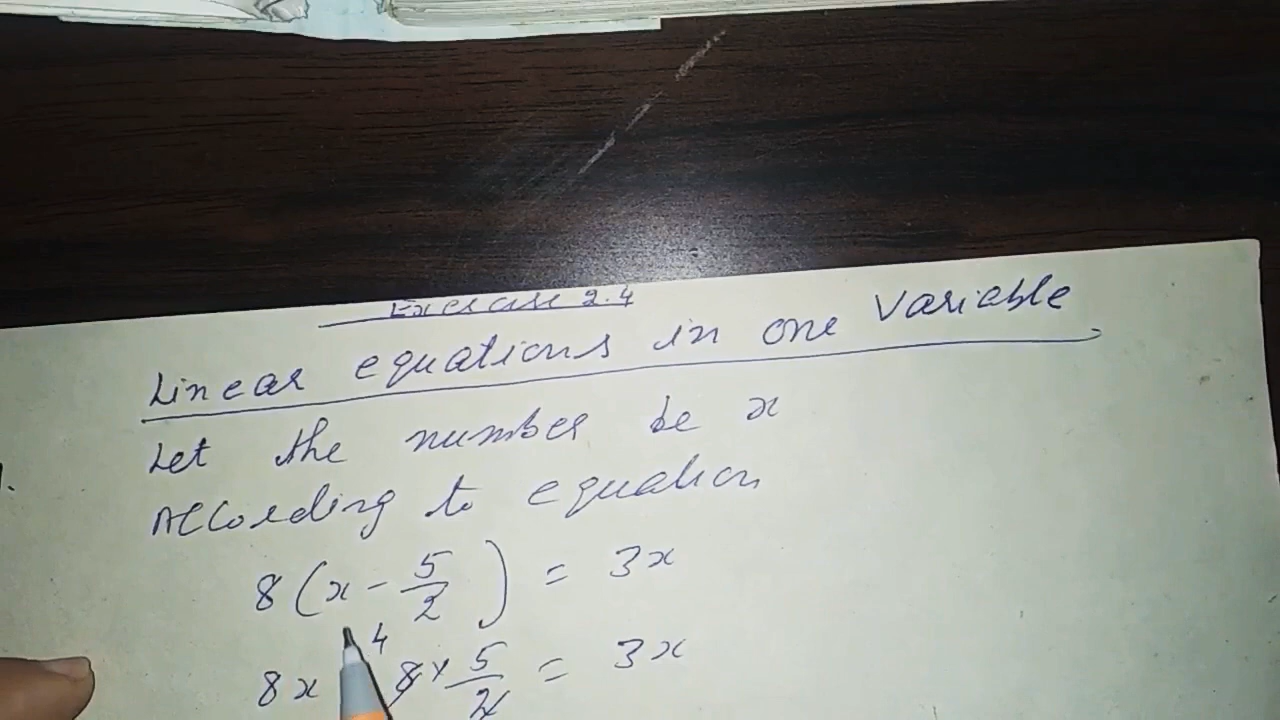 Exercise 2.4
Linear equations in one variable
Let the number be x
According to equation
8(x - 5/2) = 3x
8x 4 8 × 5/2 = 3x